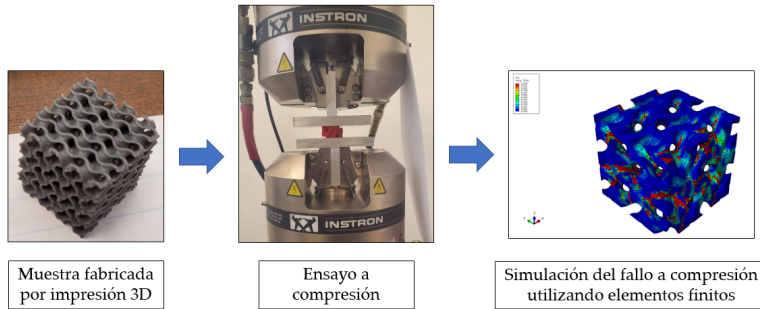 INSTRON
INSTRON
Muestra fabricada
por impresión 3D
Ensayo a
compresión
Simulación del fallo a compresión
utilizando elementos finitos